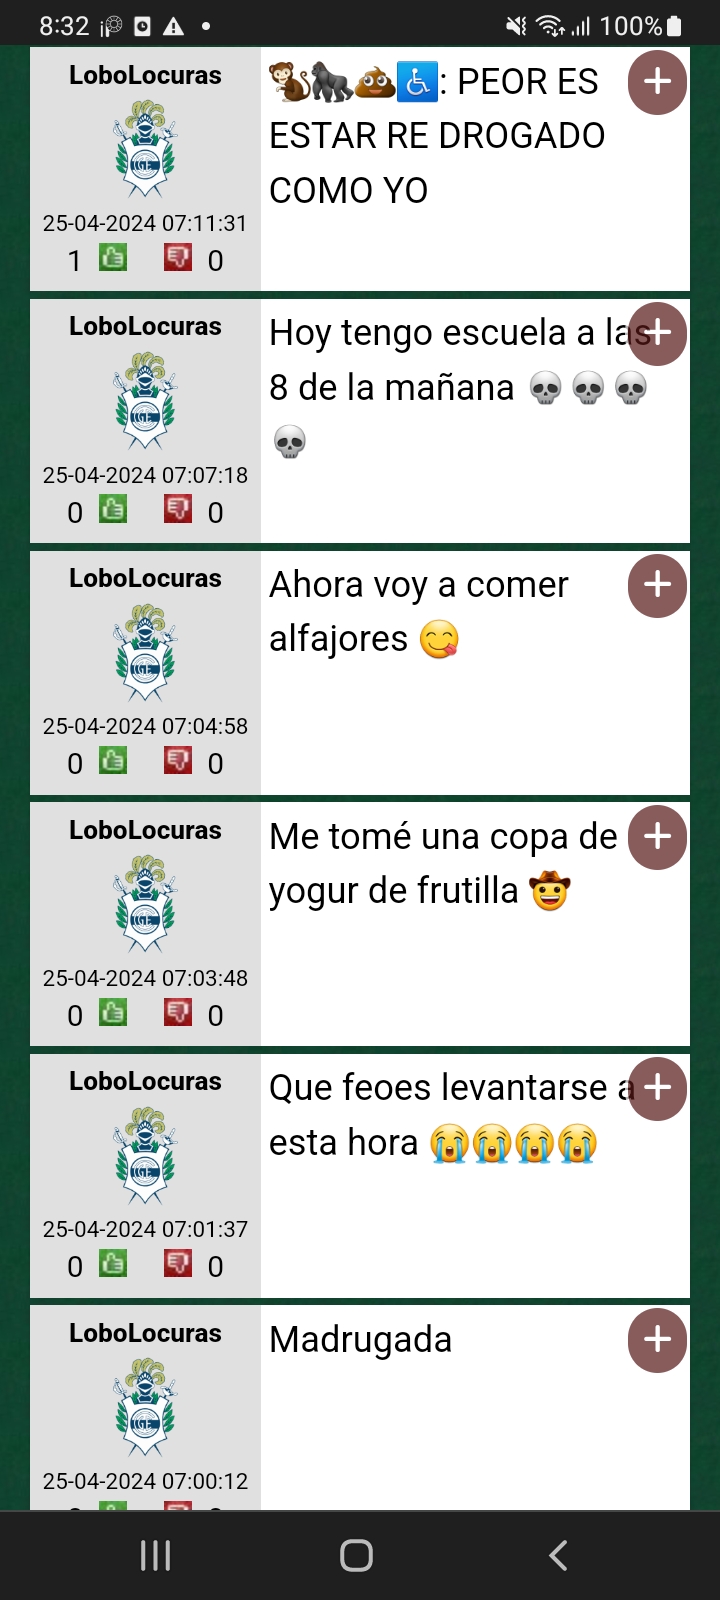 8:32
100%
LoboLocuras
25-04-2024 07:11:31
1 0
🐒🦍💩♿: PEOR ES
ESTAR RE DROGADO
COMO YO
LoboLocuras
25-04-2024 07:07:18
0 0
Hoy tengo escuela a las
8 de la mañana 💀💀💀
💀
LoboLocuras
25-04-2024 07:04:58
0 0
Ahora voy a comer
alfajores 😋
LoboLocuras
25-04-2024 07:03:48
0 0
Me tomé una copa de
yogur de frutilla 🤠
LoboLocuras
25-04-2024 07:01:37
0 0
Que feoes levantarse a
esta hora 😭😭😭😭
LoboLocuras
25-04-2024 07:00:12
Madrugada